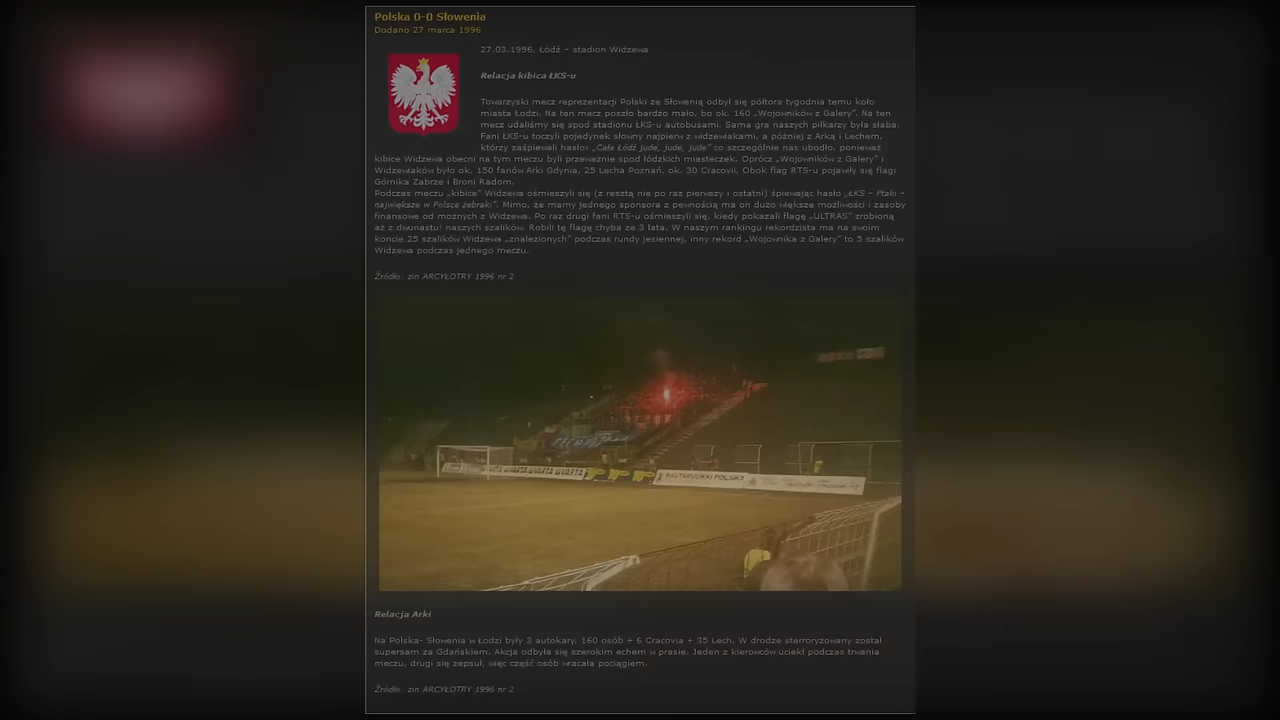 Polska 0-0 Słowenia
Dodano 27 marca 1996
27.03.1996, Łódź – stadion Widzewa
Relacja kibica ŁKS-u
Towarzyski mecz reprezentacji Polski ze Słowenią odbył się półtora tygodnia temu koło
miasta Łodzi. Na ten mecz poszło bardzo mało, bo ok. 160 „Wojowników z Galery”. Na ten
mecz udaliśmy się spod stadionu ŁKS-u autobusami. Sama gra naszych piłkarzy była słaba.
Fani ŁKS-u toczyli pojedynek słowny najpierw z widzewiakami, a później z Arką i Lechem,
którzy zaśpiewali hasło: „Cała Łódź jude, jude, jude” co szczególnie nas ubodło, ponieważ
kibice Widzewa obecni na tym meczu byli przeważnie spod łódzkich miasteczek. Oprócz „Wojowników z Galery” i
Widzewiaków było ok. 150 fanów Arki Gdynia, 25 Lecha Poznań, ok. 30 Cracovii. Obok flag RTS-u pojawiły się flagi
Górnika Zabrze i Broni Radom.
Podczas meczu „kibice” Widzewa ośmieszyli się (z resztą nie po raz pierwszy i ostatni) śpiewając hasło „ŁKS – Ptaki –
największe w Polsce żebraki”. Mimo, że mamy jednego sponsora z pewnością ma on dużo większe możliwości i zasoby
finansowe od możnych z Widzewa. Po raz drugi fani RTS-u ośmieszyli się, kiedy pokazali flagę „ULTRAS” zrobioną
aż z dwunastu! naszych szalików. Robili tę flagę chyba ze 3 lata. W naszym rankingu rekordzista ma na swoim
koncie 25 szalików Widzewa „znalezionych” podczas rundy jesiennej, inny rekord „Wojownika z Galery” to 5 szalików
Widzewa podczas jednego meczu.
Źródło: zin ARCYŁOTRY 1996 nr 2
WARTA WARTA WARTA
RAUTARUUKKI POLSKA
Relacja Arki
Na Polska- Słowenia w Łodzi były 3 autokary, 160 osób + 6 Cracovia + 35 Lech. W drodze sterroryzowany został
supersam za Gdańskiem. Akcja odbyła się szerokim echem w prasie. Jeden z kierowców uciekł podczas trwania
meczu, drugi się zepsuł, więc część osób wracała pociągiem.
Źródło: zin ARCYŁOTRY 1996 nr 2